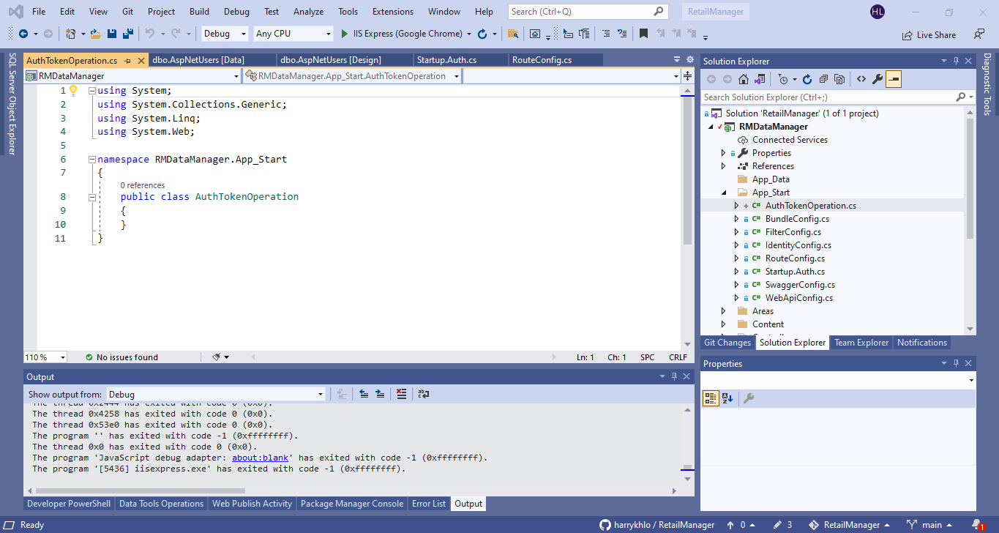 File Edit View Git Project Build Debug Test Analyze Tools Extensions Window Help Search (Ctrl+Q) RetailManager HL
Debug Any CPU IIS Express (Google Chrome) Live Share
SQL Server Object Explorer
AuthTokenOperation.cs dbo.AspNetUsers [Data] dbo.AspNetUsers [Design] Startup.Auth.cs RouteConfig.cs
RMDataManager RMDataManager.App_Start.AuthTokenOperation
1 using System;
2 using System.Collections.Generic;
3 using System.Linq;
4 using System.Web;
5
6 namespace RMDataManager.App_Start
7 {
0 references
8 public class AuthTokenOperation
9 {
10 }
11 }
110 % No issues found Ln: 1 Ch: 1 SPC CRLF
Output
Show output from: Debug
The thread 0x2444 has exited with code 0 (0x0).
The thread 0x4258 has exited with code 0 (0x0).
The thread 0x53e0 has exited with code 0 (0x0).
The program '' has exited with code -1 (0xffffffff).
The thread 0x0 has exited with code 0 (0x0).
The program 'JavaScript debug adapter: about:blank' has exited with code -1 (0xffffffff).
The program '[5436] iisexpress.exe' has exited with code -1 (0xffffffff).
Developer PowerShell Data Tools Operations Web Publish Activity Package Manager Console Error List Output
Solution Explorer
Search Solution Explorer (Ctrl+;)
Solution 'RetailManager' (1 of 1 project)
RMDataManager
Connected Services
Properties
References
App_Data
App_Start
C# AuthTokenOperation.cs
C# BundleConfig.cs
C# FilterConfig.cs
C# IdentityConfig.cs
C# RouteConfig.cs
C# Startup.Auth.cs
C# SwaggerConfig.cs
C# WebApiConfig.cs
Areas
Content
Git Changes Solution Explorer Team Explorer Notifications
Properties
Diagnostic Tools
Ready harrykhlo / RetailManager 0 3 RetailManager main 1